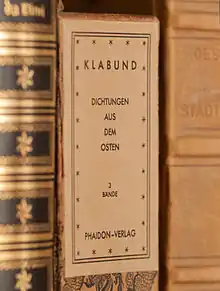 KLABUND
DICHTUNGEN
AUS
DEM
OSTEN
3
BANDE
PHAIDON-VERLAG